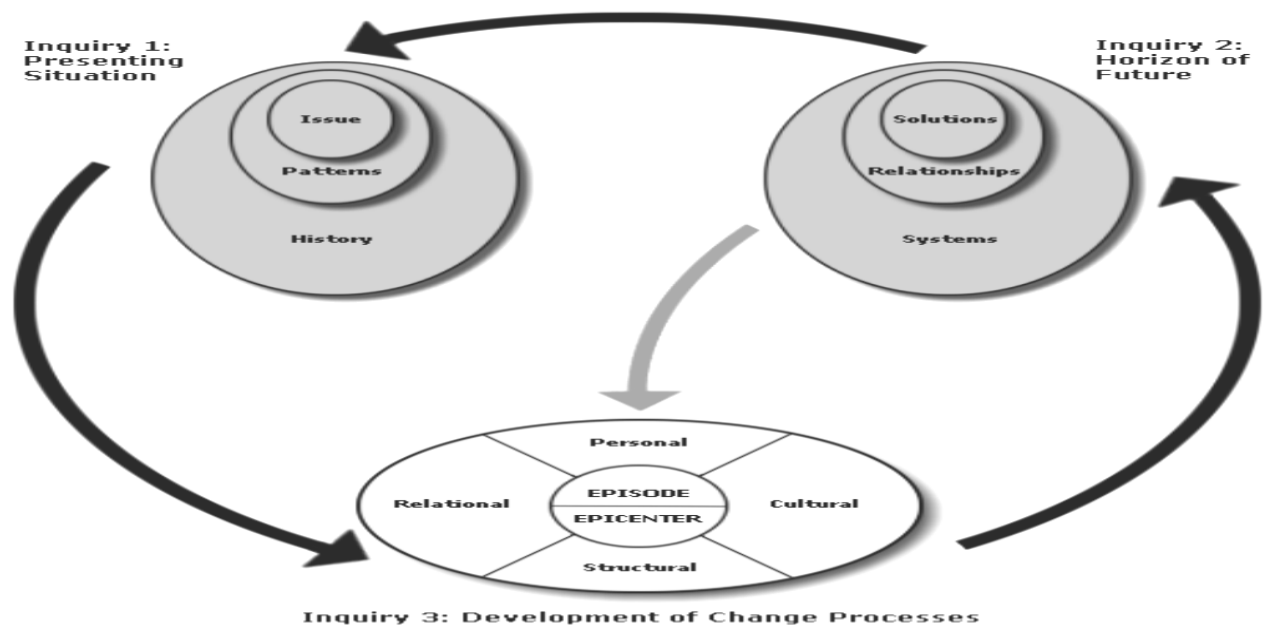 Inquiry 1:
Presenting
Situation
Inquiry 2:
Horizon of
Future
Issue
Patterns
History
Solutions
Relationships
Systems
Personal
Relational
EPISODE
EPICENTER
Cultural
Structural
Inquiry 3: Development of Change Processes